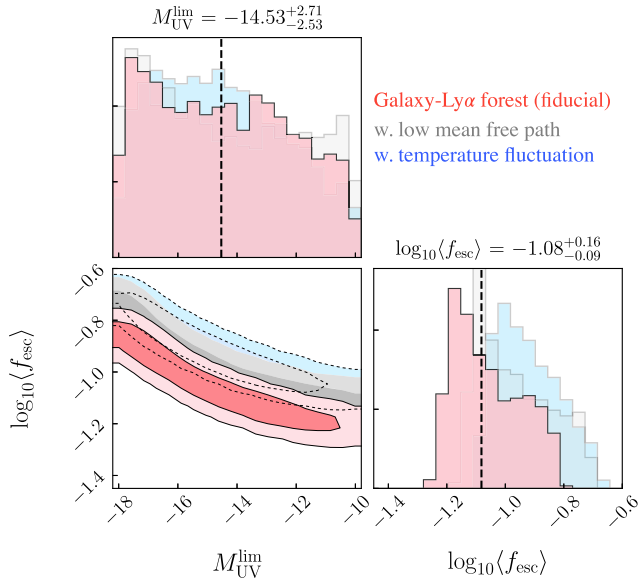 M_UV^lim = −14.53^{+2.71}_{−2.53}
Galaxy-Lyα forest (fiducial)
w. low mean free path
w. temperature fluctuation
log₁₀⟨f_esc⟩ = −1.08^{+0.16}_{−0.09}
−0.6
−0.8
−1.0
−1.2
−1.4
log₁₀⟨f_esc⟩
−18
−16
−14
−12
−10
−1.4
−1.2
−1.0
−0.8
−0.6
M_UV^lim
log₁₀⟨f_esc⟩